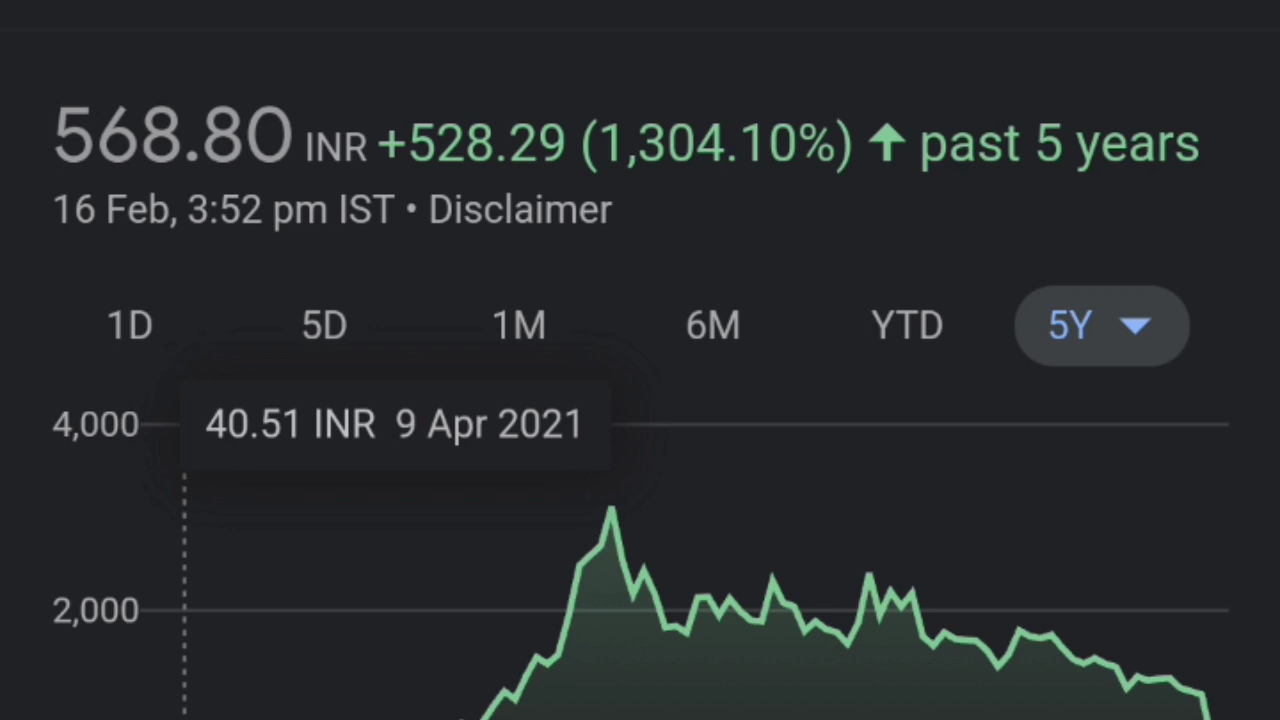 568.80 INR +528.29 (1,304.10%) ↑ past 5 years
16 Feb, 3:52 pm IST • Disclaimer
1D 5D 1M 6M YTD 5Y
4,000 40.51 INR 9 Apr 2021
2,000